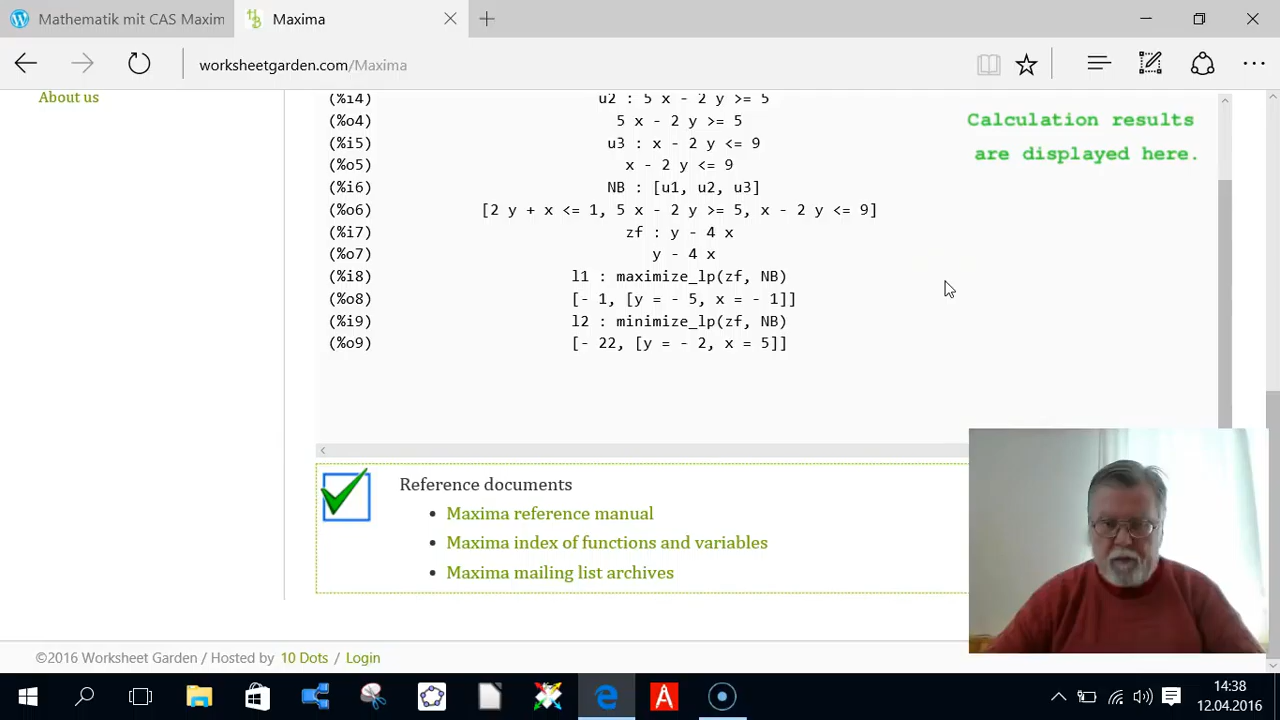 Mathematik mit CAS Maxim
Maxima
worksheetgarden.com/Maxima
About us
(%i4) u2 : 5 x - 2 y >= 5
(%o4) 5 x - 2 y >= 5
(%i5) u3 : x - 2 y <= 9
(%o5) x - 2 y <= 9
(%i6) NB : [u1, u2, u3]
(%o6) [2 y + x <= 1, 5 x - 2 y >= 5, x - 2 y <= 9]
(%i7) zf : y - 4 x
(%o7) y - 4 x
(%i8) l1 : maximize_lp(zf, NB)
(%o8) [- 1, [y = - 5, x = - 1]]
(%i9) l2 : minimize_lp(zf, NB)
(%o9) [- 22, [y = - 2, x = 5]]
Calculation results
are displayed here.
Reference documents
Maxima reference manual
Maxima index of functions and variables
Maxima mailing list archives
©2016 Worksheet Garden / Hosted by 10 Dots / Login
14:38
12.04.2016